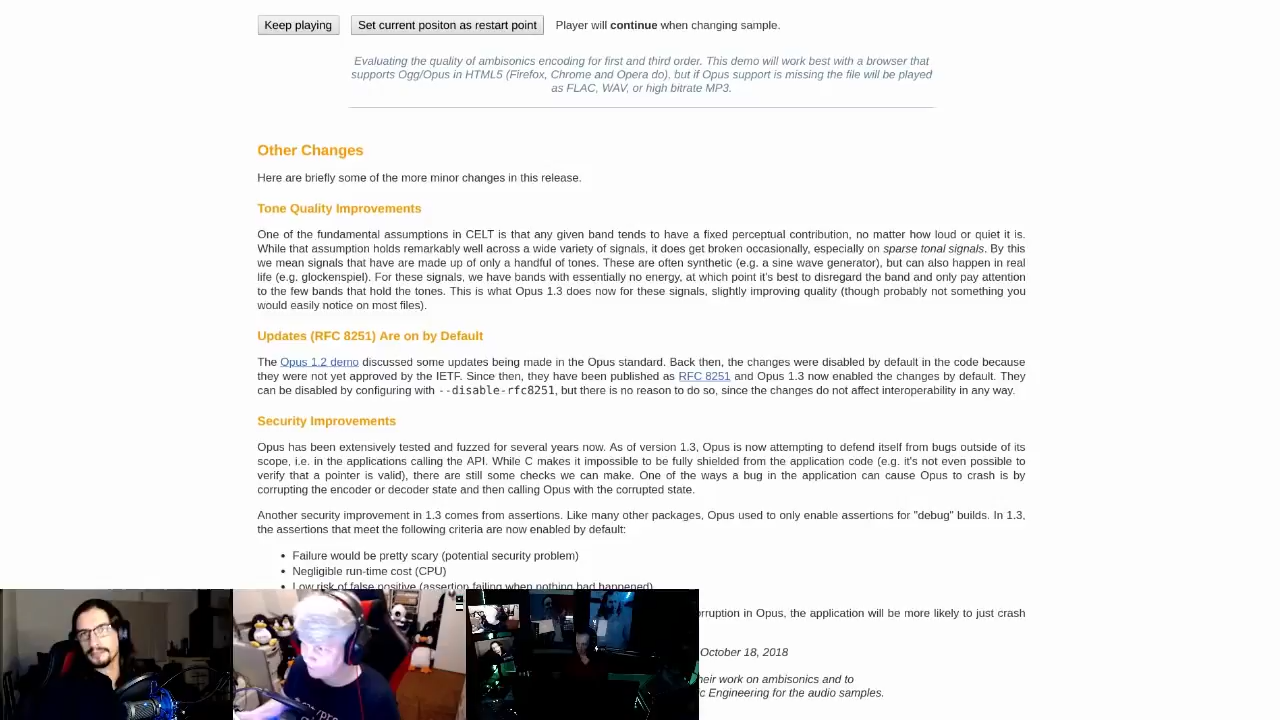 Keep playing
Set current positon as restart point
Player will continue when changing sample.
Evaluating the quality of ambisonics encoding for first and third order. This demo will work best with a browser that
supports Ogg/Opus in HTML5 (Firefox, Chrome and Opera do), but if Opus support is missing the file will be played
as FLAC, WAV, or high bitrate MP3.
Other Changes
Here are briefly some of the more minor changes in this release.
Tone Quality Improvements
One of the fundamental assumptions in CELT is that any given band tends to have a fixed perceptual contribution, no matter how loud or quiet it is.
While that assumption holds remarkably well across a wide variety of signals, it does get broken occasionally, especially on sparse tonal signals. By this
we mean signals that have are made up of only a handful of tones. These are often synthetic (e.g. a sine wave generator), but can also happen in real
life (e.g. glockenspiel). For these signals, we have bands with essentially no energy, at which point it's best to disregard the band and only pay attention
to the few bands that hold the tones. This is what Opus 1.3 does now for these signals, slightly improving quality (though probably not something you
would easily notice on most files).
Updates (RFC 8251) Are on by Default
The Opus 1.2 demo discussed some updates being made in the Opus standard. Back then, the changes were disabled by default in the code because
they were not yet approved by the IETF. Since then, they have been published as RFC 8251 and Opus 1.3 now enabled the changes by default. They
can be disabled by configuring with --disable-rfc8251, but there is no reason to do so, since the changes do not affect interoperability in any way.
Security Improvements
Opus has been extensively tested and fuzzed for several years now. As of version 1.3, Opus is now attempting to defend itself from bugs outside of its
scope, i.e. in the applications calling the API. While C makes it impossible to be fully shielded from the application code (e.g. it's not even possible to
verify that a pointer is valid), there are still some checks we can make. One of the ways a bug in the application can cause Opus to crash is by
corrupting the encoder or decoder state and then calling Opus with the corrupted state.
Another security improvement in 1.3 comes from assertions. Like many other packages, Opus used to only enable assertions for "debug" builds. In 1.3,
the assertions that meet the following criteria are now enabled by default:
• Failure would be pretty scary (potential security problem)
• Negligible run-time cost (CPU)
• Low risk of false positive (assertion failing when nothing bad happened)
rruption in Opus, the application will be more likely to just crash
October 18, 2018
heir work on ambisonics and to
c Engineering for the audio samples.